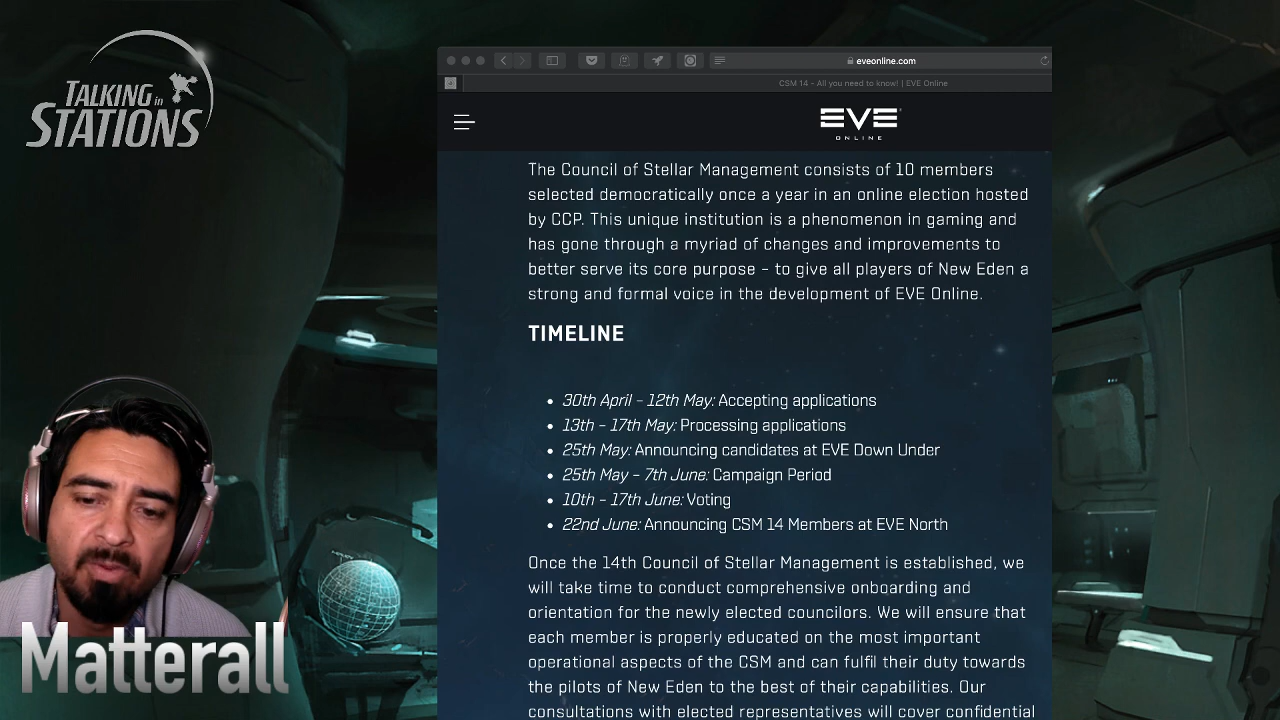 TALKING in
STATIONS
eveonline.com
CSM 14 - All you need to know! | EVE Online
EVE
ONLINE
The Council of Stellar Management consists of 10 members
selected democratically once a year in an online election hosted
by CCP. This unique institution is a phenomenon in gaming and
has gone through a myriad of changes and improvements to
better serve its core purpose – to give all players of New Eden a
strong and formal voice in the development of EVE Online.
TIMELINE
• 30th April – 12th May: Accepting applications
• 13th – 17th May: Processing applications
• 25th May: Announcing candidates at EVE Down Under
• 25th May – 7th June: Campaign Period
• 10th – 17th June: Voting
• 22nd June: Announcing CSM 14 Members at EVE North
Once the 14th Council of Stellar Management is established, we
will take time to conduct comprehensive onboarding and
orientation for the newly elected councilors. We will ensure that
each member is properly educated on the most important
operational aspects of the CSM and can fulfil their duty towards
the pilots of New Eden to the best of their capabilities. Our
consultations with elected representatives will cover confidential
Matterall